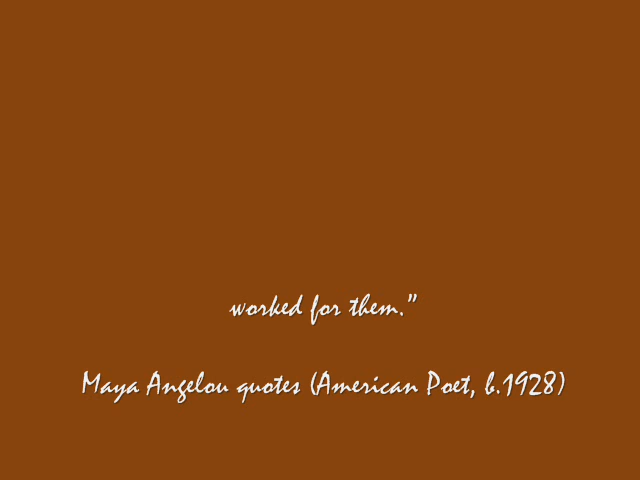 worked for them.”
Maya Angelou quotes (American Poet, b.1928)